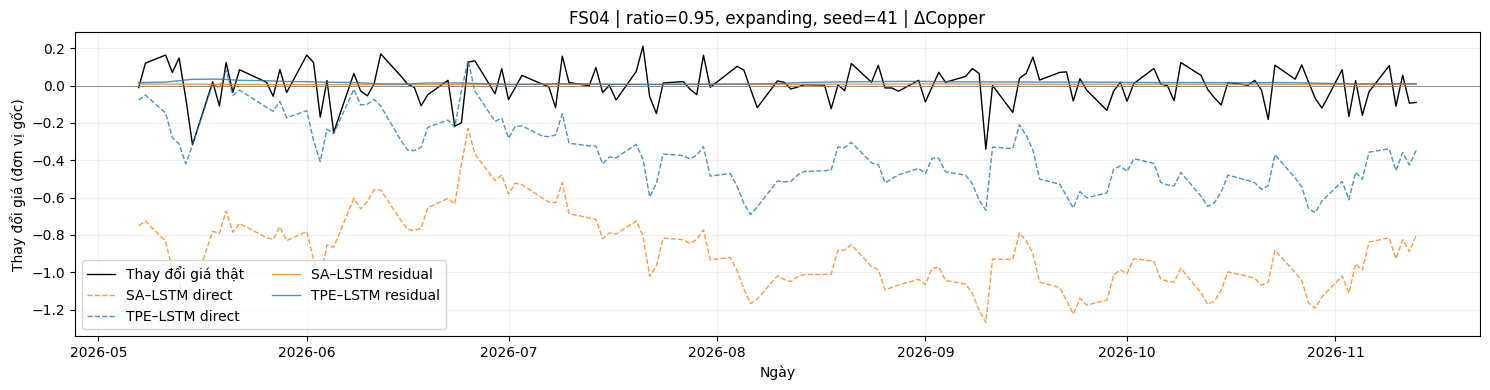 FS04 | ratio=0.95, expanding, seed=41 | ΔCopper
Thay đổi giá (đơn vị gốc)
0.2
0.0
−0.2
−0.4
−0.6
−0.8
−1.0
−1.2
Thay đổi giá thật
SA–LSTM direct
TPE–LSTM direct
SA–LSTM residual
TPE–LSTM residual
2026-05
2026-06
2026-07
2026-08
2026-09
2026-10
2026-11
Ngày